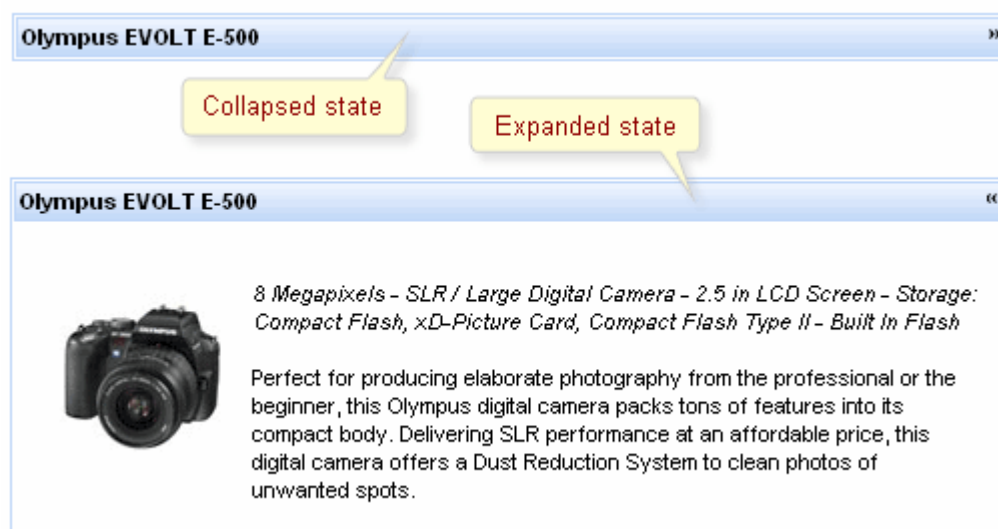 Olympus EVOLT E-500 »
Collapsed state
Expanded state
Olympus EVOLT E-500 «
OLYMPUS
8 Megapixels - SLR / Large Digital Camera - 2.5 in LCD Screen - Storage:
Compact Flash, xD-Picture Card, Compact Flash Type II - Built In Flash
Perfect for producing elaborate photography from the professional or the
beginner, this Olympus digital camera packs tons of features into its
compact body. Delivering SLR performance at an affordable price, this
digital camera offers a Dust Reduction System to clean photos of
unwanted spots.